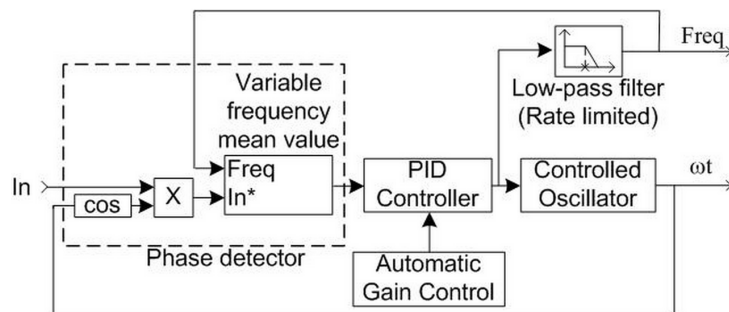 Freq
Variable
frequency
mean value
Low-pass filter
(Rate limited)
In
cos
X
Freq
In*
PID
Controller
Controlled
Oscillator
ωt
Phase detector
Automatic
Gain Control